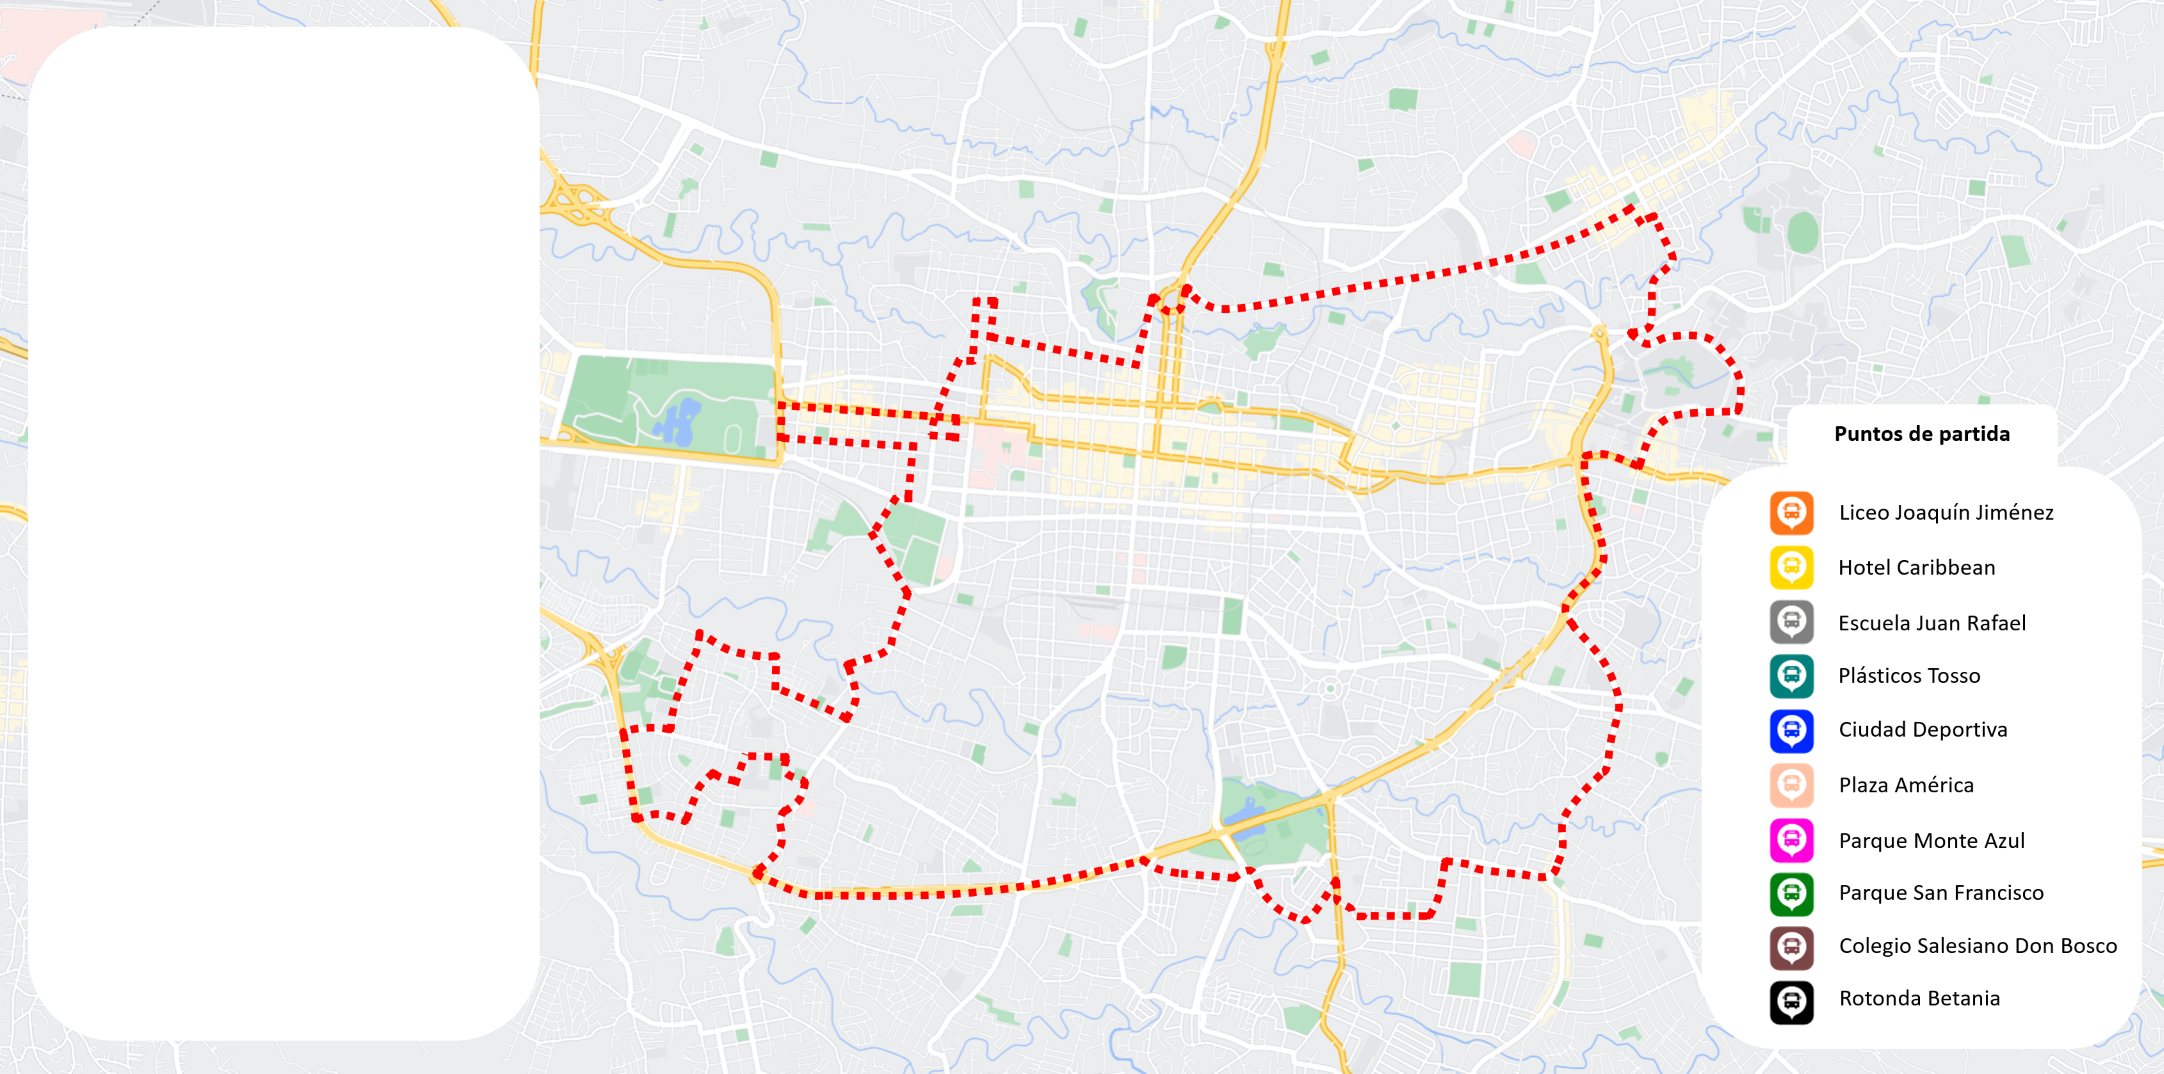 Puntos de partida
Liceo Joaquín Jiménez
Hotel Caribbean
Escuela Juan Rafael
Plásticos Tosso
Ciudad Deportiva
Plaza América
Parque Monte Azul
Parque San Francisco
Colegio Salesiano Don Bosco
Rotonda Betania